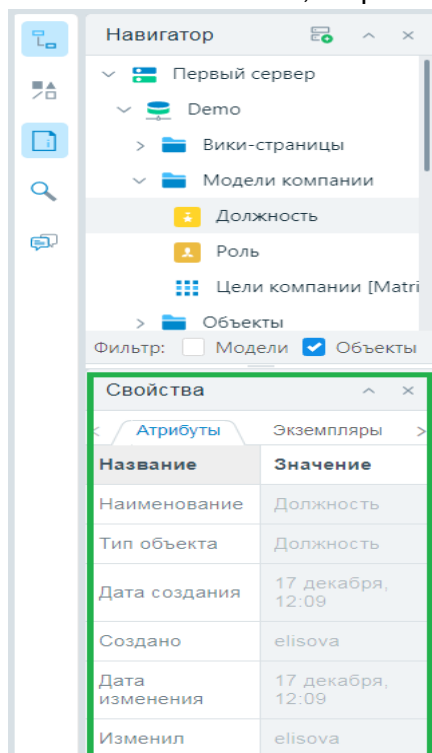 Навигатор
Первый сервер
Demo
Вики-страницы
Модели компании
Должность
Роль
Цели компании [Matri
Объекты
Фильтр: Модели Объекты
Свойства
Атрибуты Экземпляры
Название Значение
Наименование Должность
Тип объекта Должность
Дата создания 17 декабря,
12:09
Создано elisova
Дата
изменения 17 декабря,
12:09
Изменил elisova